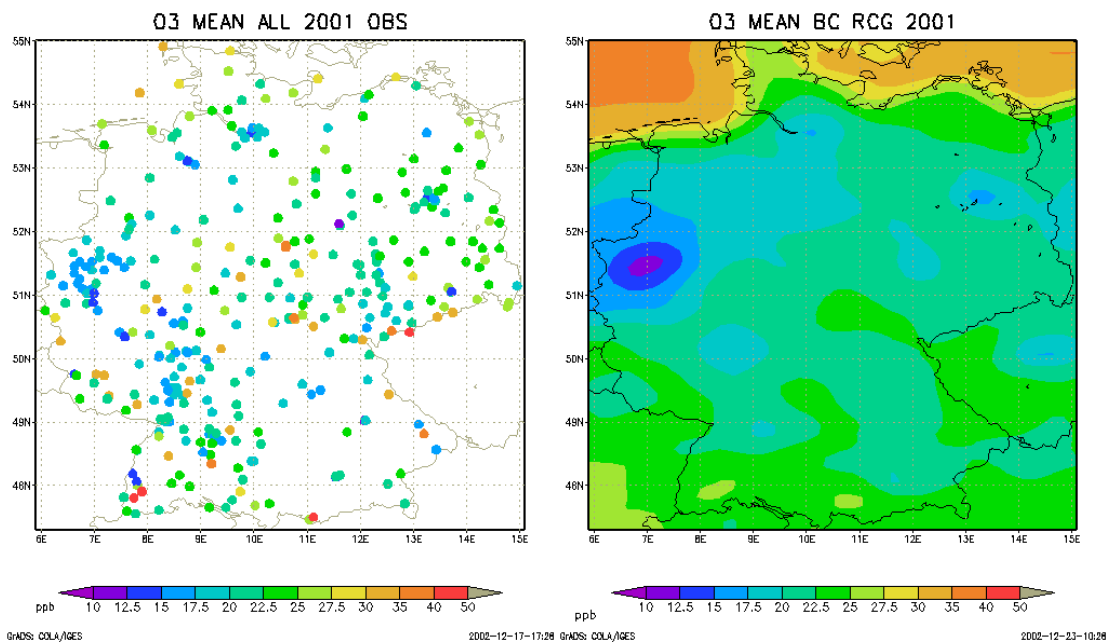 O3 MEAN ALL 2001 OBS
55N
54N
53N
52N
51N
50N
49N
48N
6E 7E 8E 9E 10E 11E 12E 13E 14E 15E
ppb 10 12.5 15 17.5 20 22.5 25 27.5 30 35 40 50
GrADS: COLA/IGES 2002-12-17-17:26
O3 MEAN BC RCG 2001
55N
54N
53N
52N
51N
50N
49N
48N
6E 7E 8E 9E 10E 11E 12E 13E 14E 15E
ppb 10 12.5 15 17.5 20 22.5 25 27.5 30 35 40 50
GrADS: COLA/IGES 2002-12-23-10:26